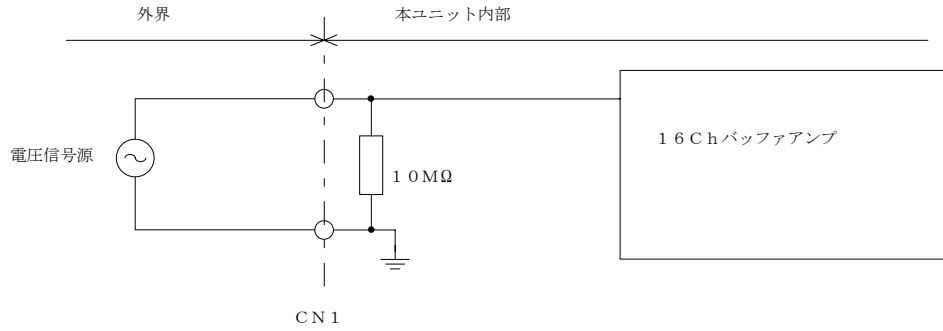 外界
本ユニット内部
電圧信号源
１６Ｃｈバッファアンプ
１０ＭΩ
ＣＮ１